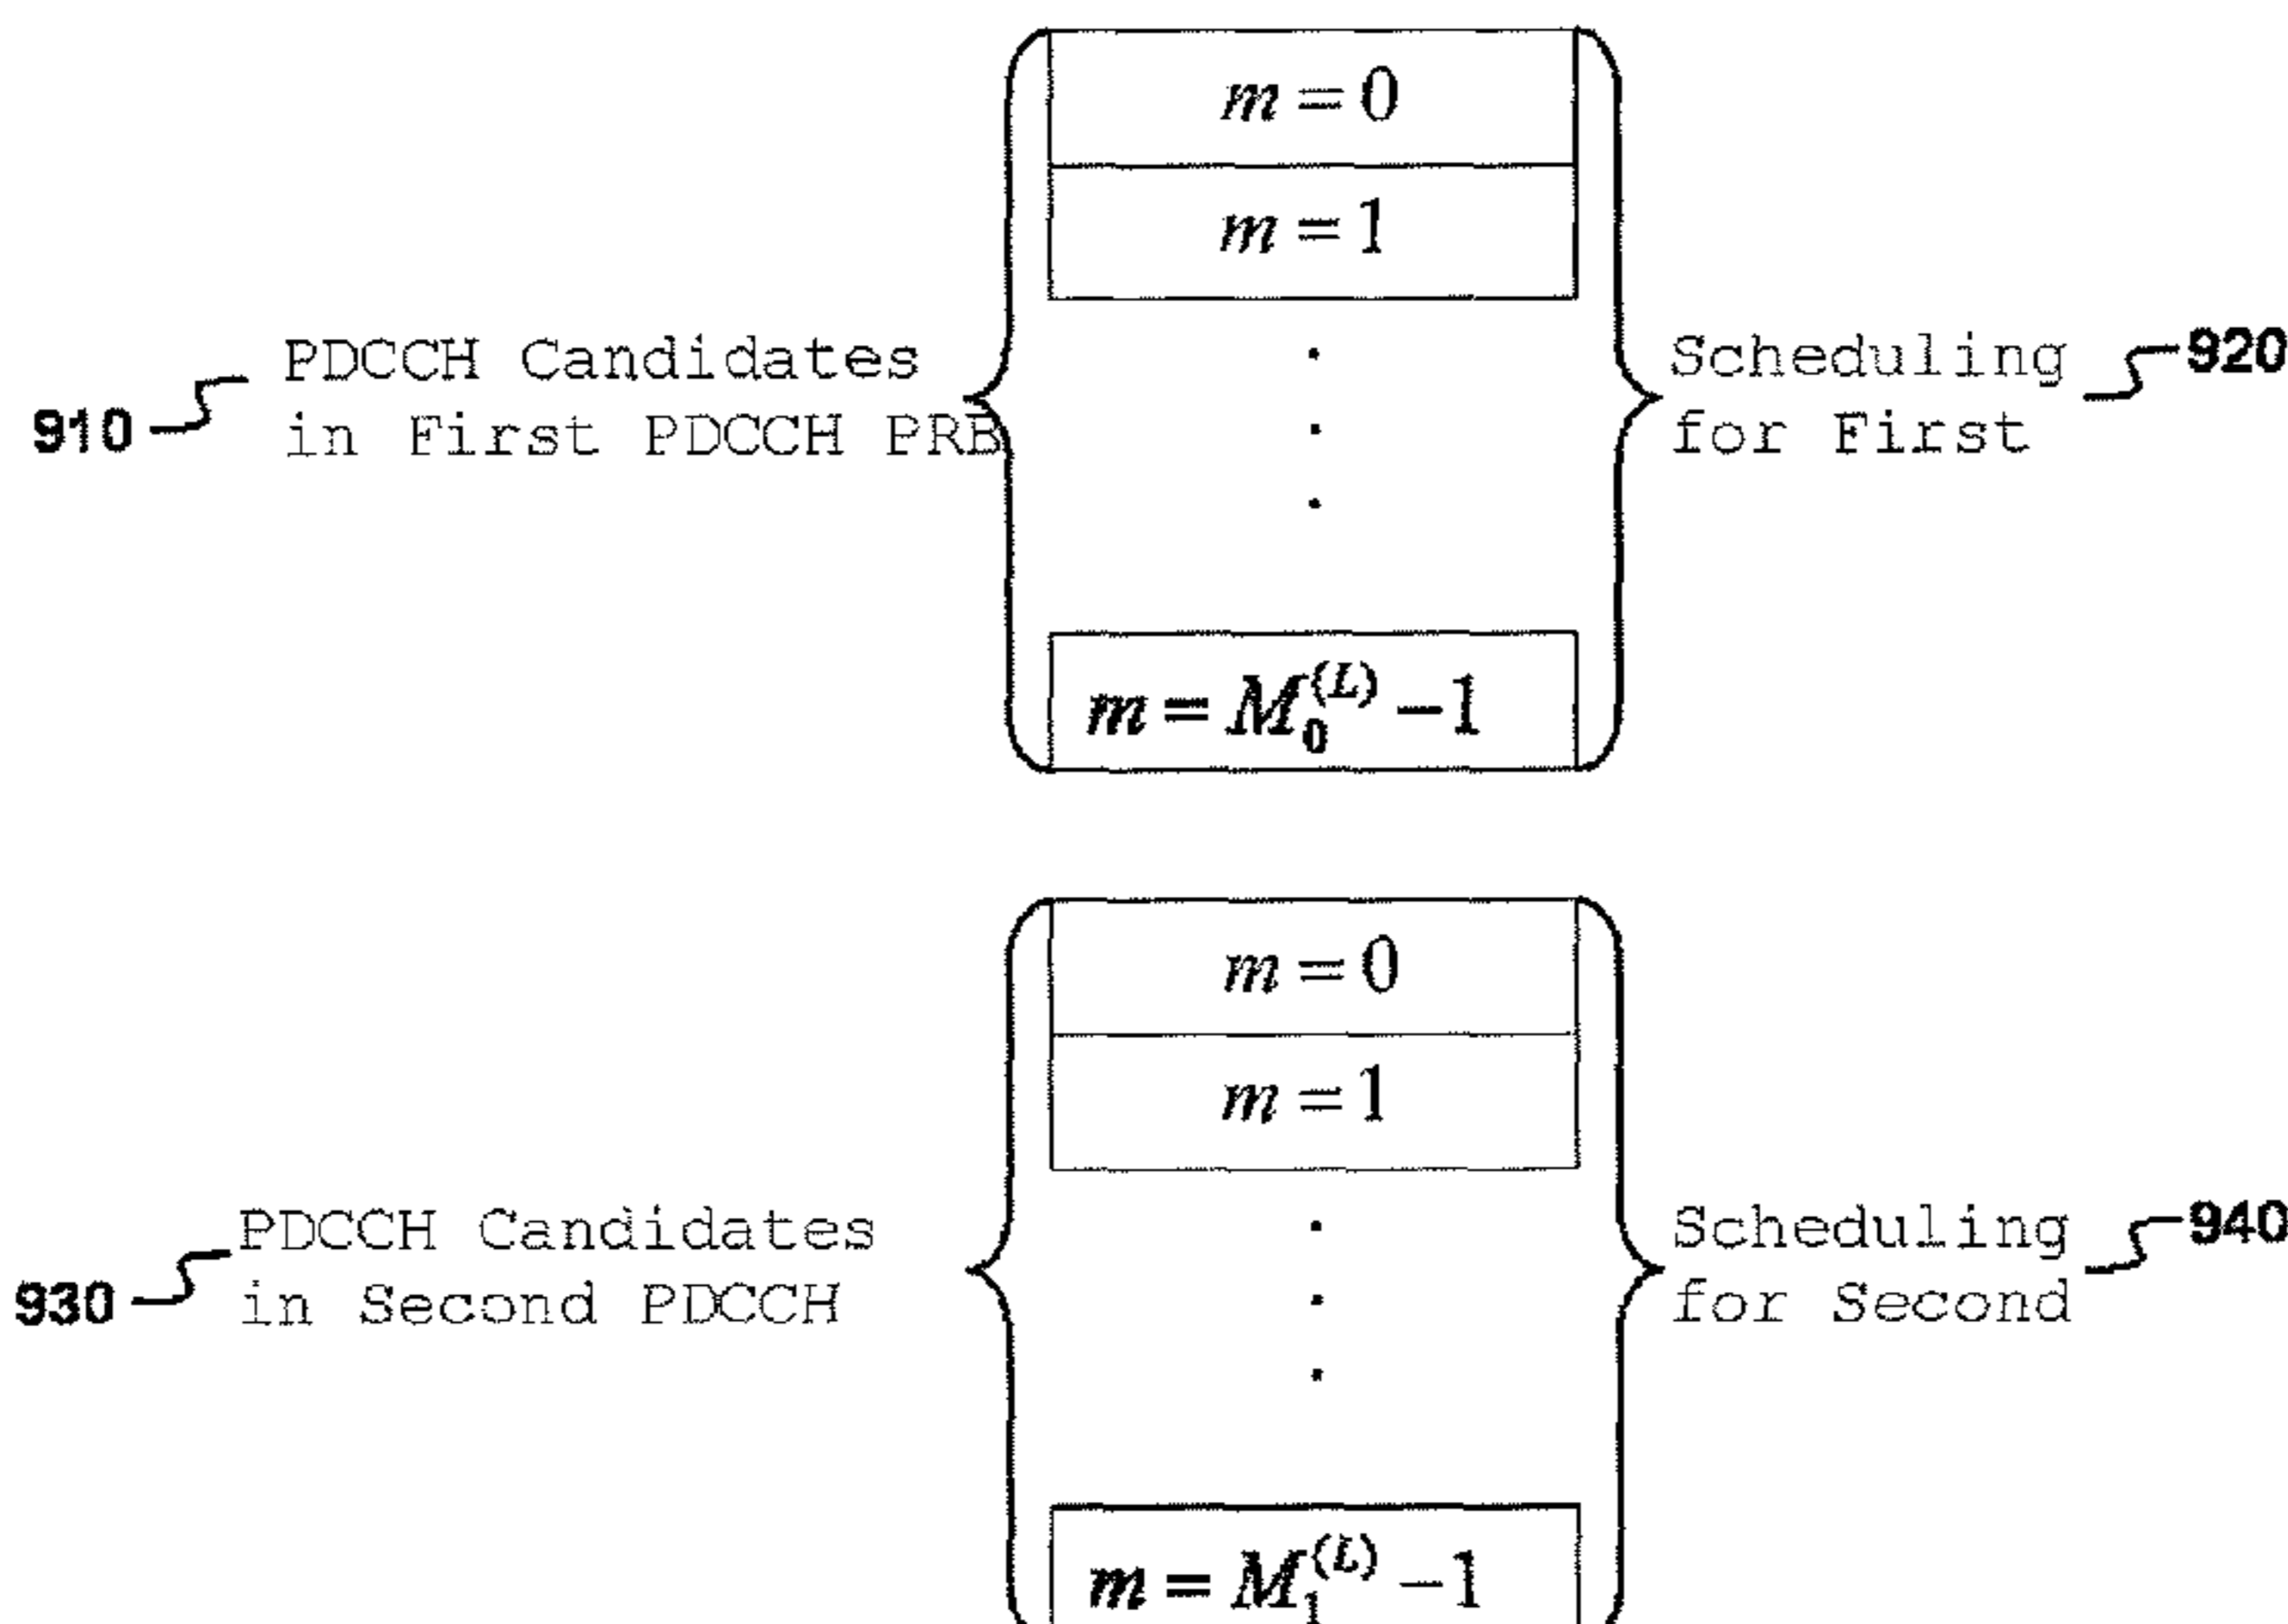 m = 0
m = 1
PDCCH Candidates
in First PDCCH PRB
910
Scheduling
for First
920
.
.
.
m = M_0^{(L)} − 1
m = 0
m = 1
PDCCH Candidates
in Second PDCCH
930
Scheduling
for Second
940
.
.
.
m = M_1^{(L)} − 1